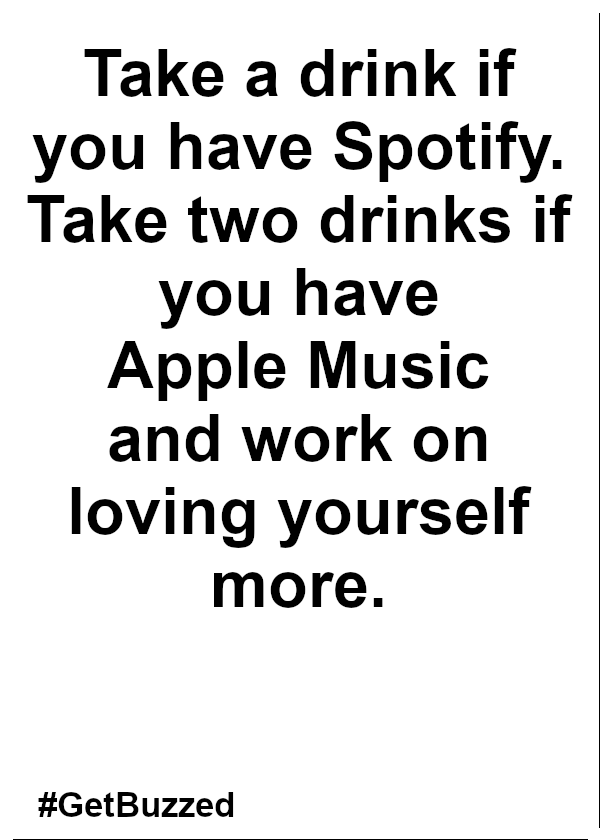 Take a drink if
you have Spotify.
Take two drinks if
you have
Apple Music
and work on
loving yourself
more.
#GetBuzzed